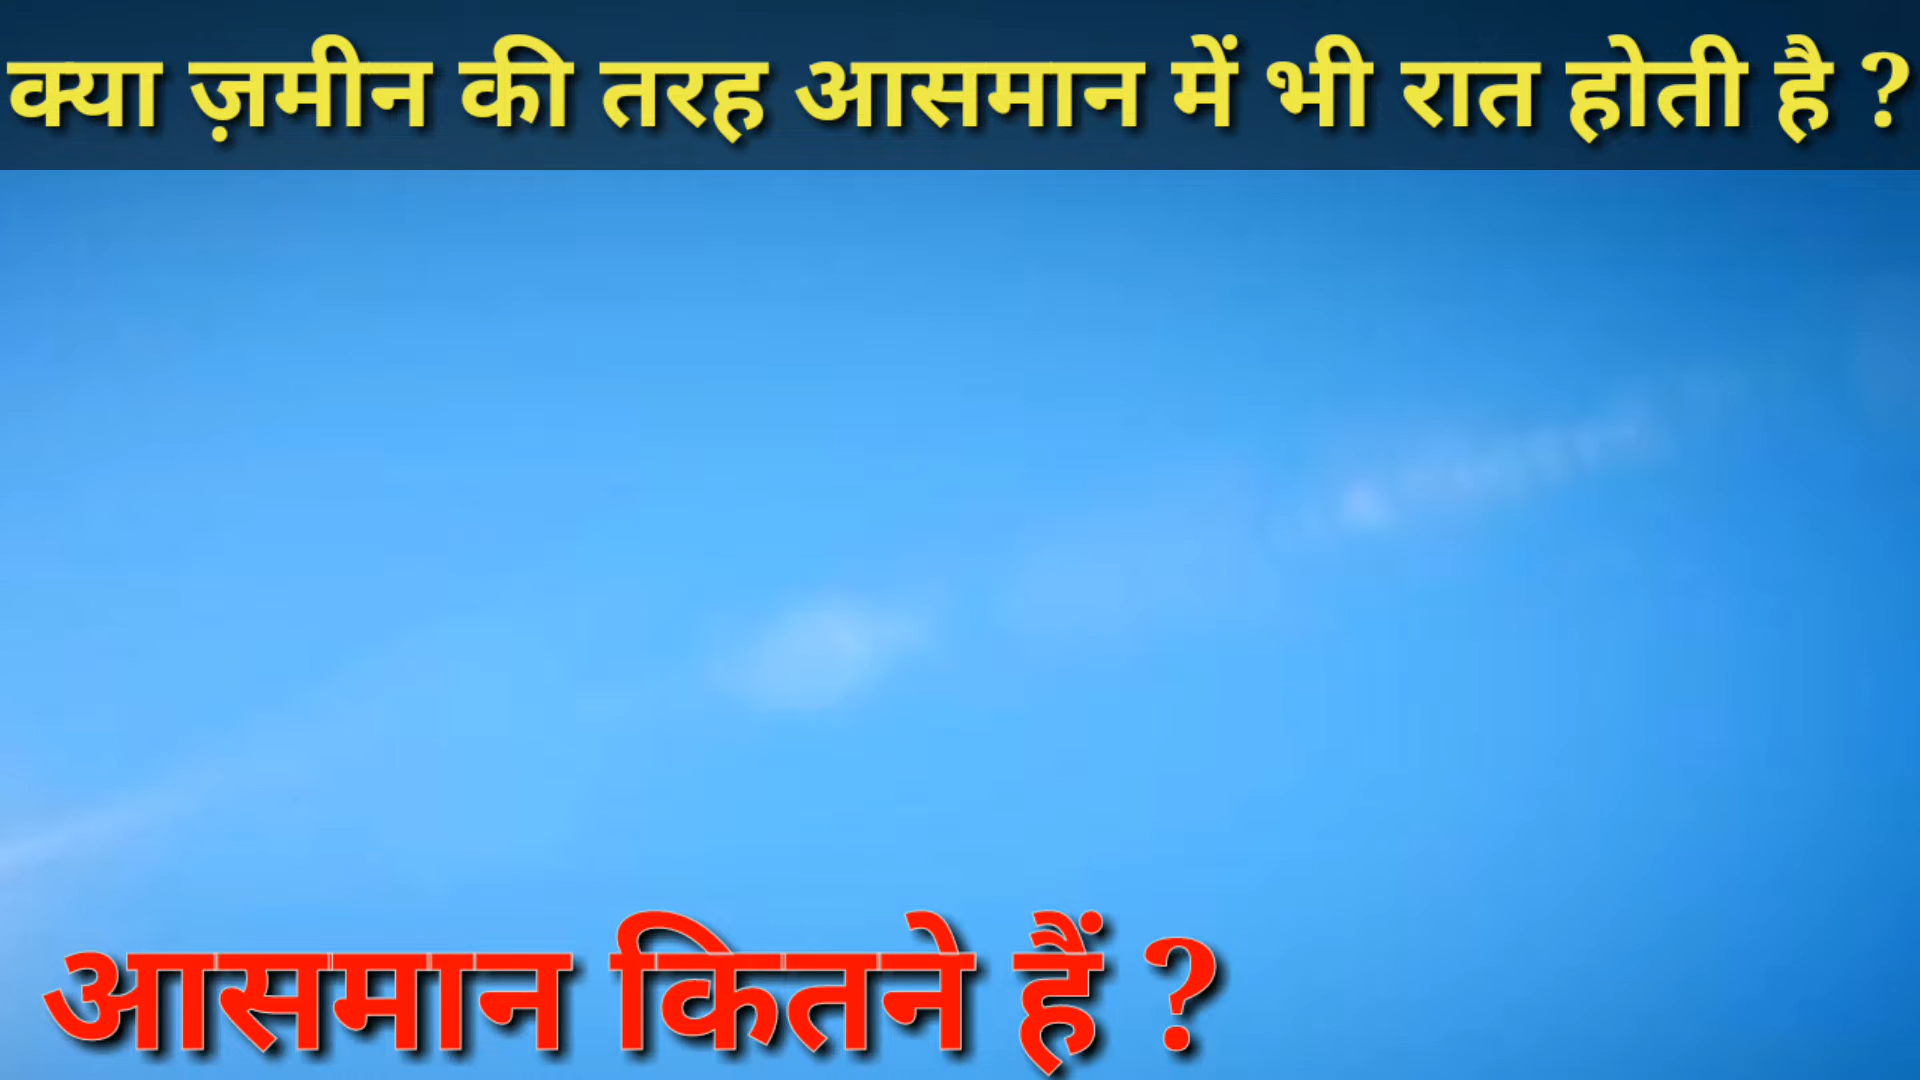 क्या ज़मीन की तरह आसमान में भी रात होती है ?
आसमान कितने हैं ?